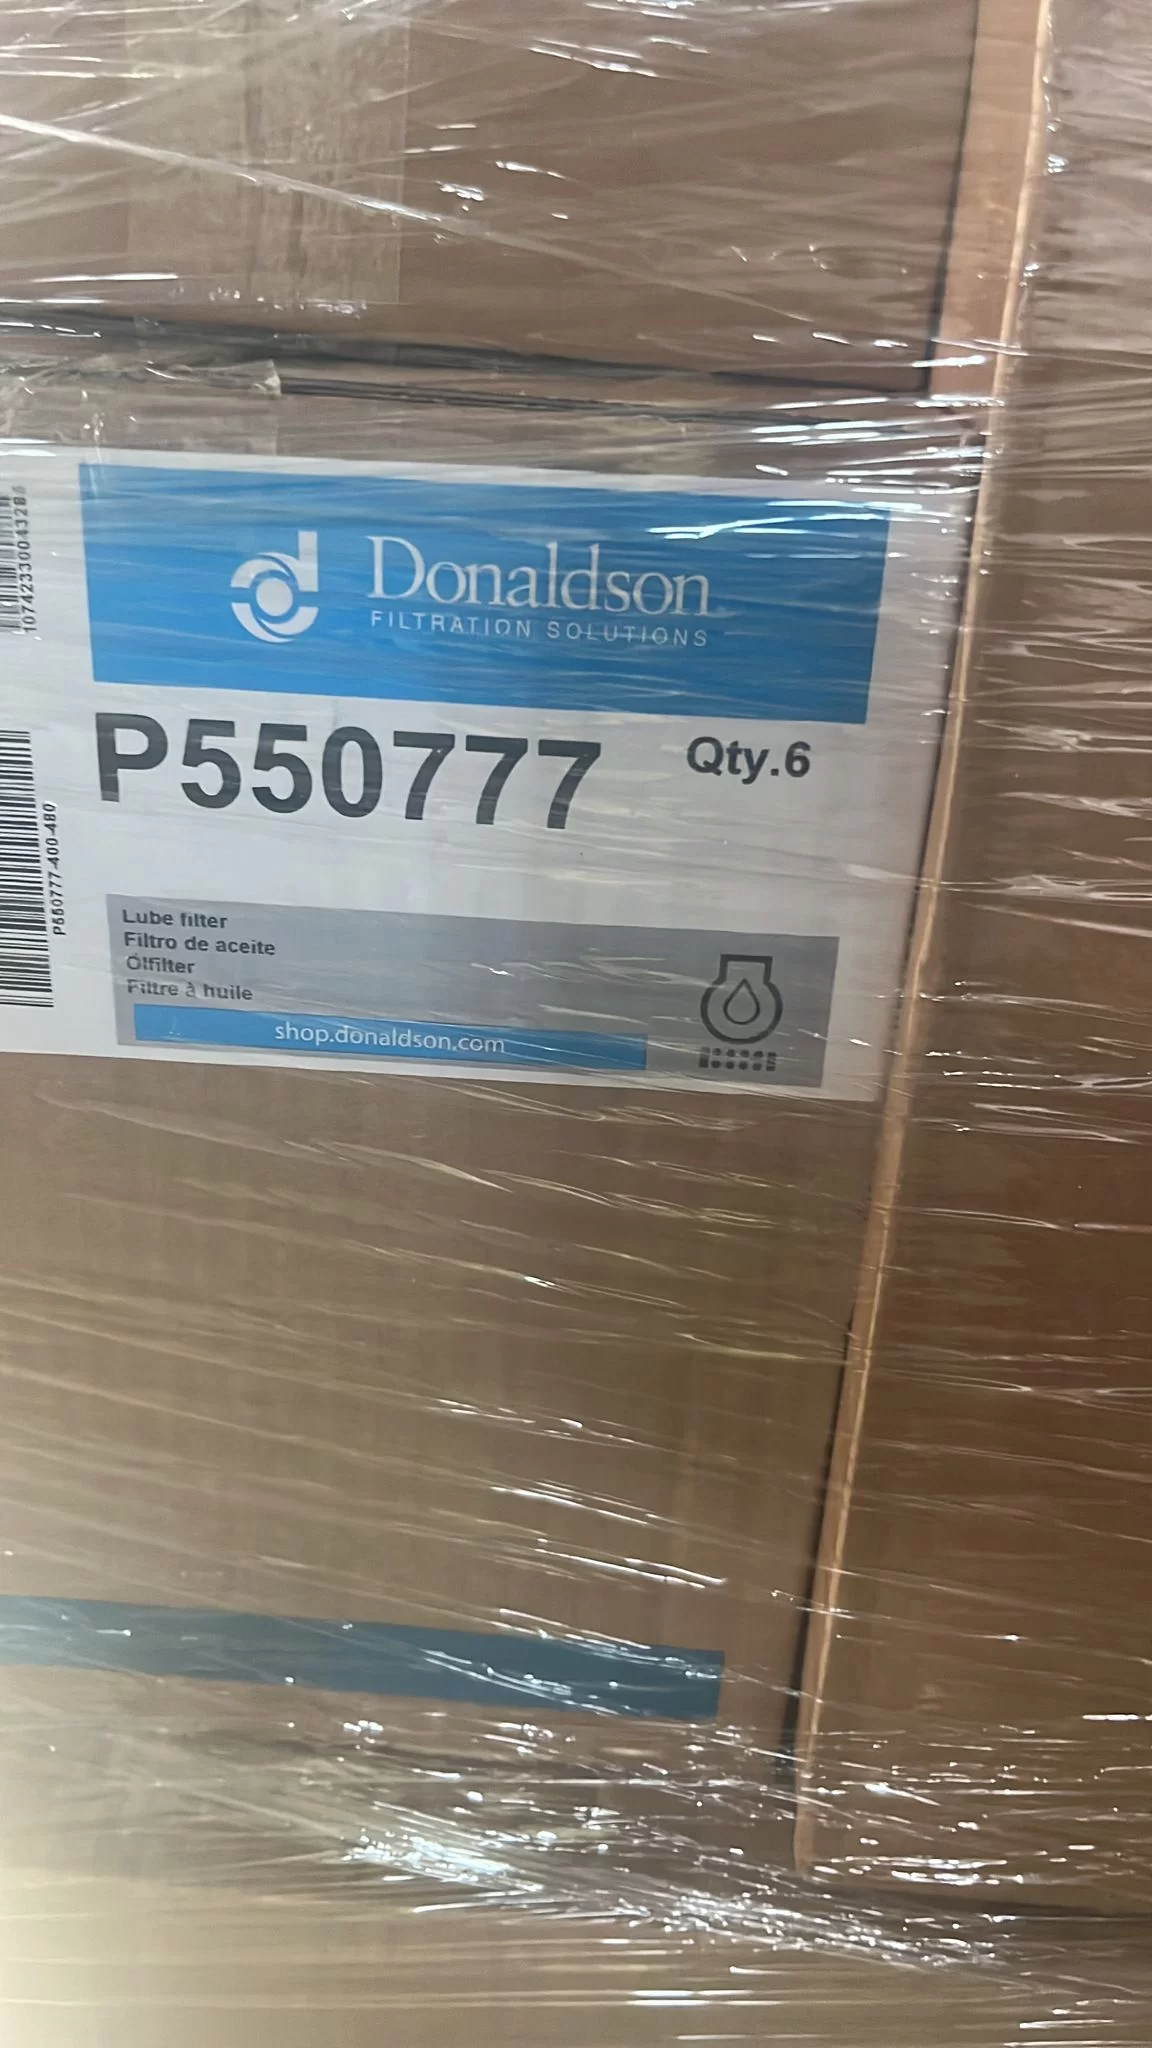 Donaldson
FILTRATION SOLUTIONS
P550777 Qty.6
Lube filter
Filtro de aceite
Ölfilter
Filtre à huile
shop.donaldson.com
P550777-400-480